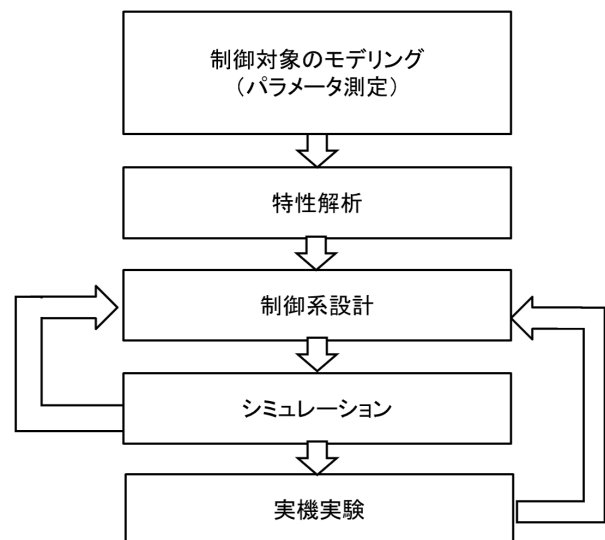 制御対象のモデリング
（パラメータ測定）
特性解析
制御系設計
シミュレーション
実機実験